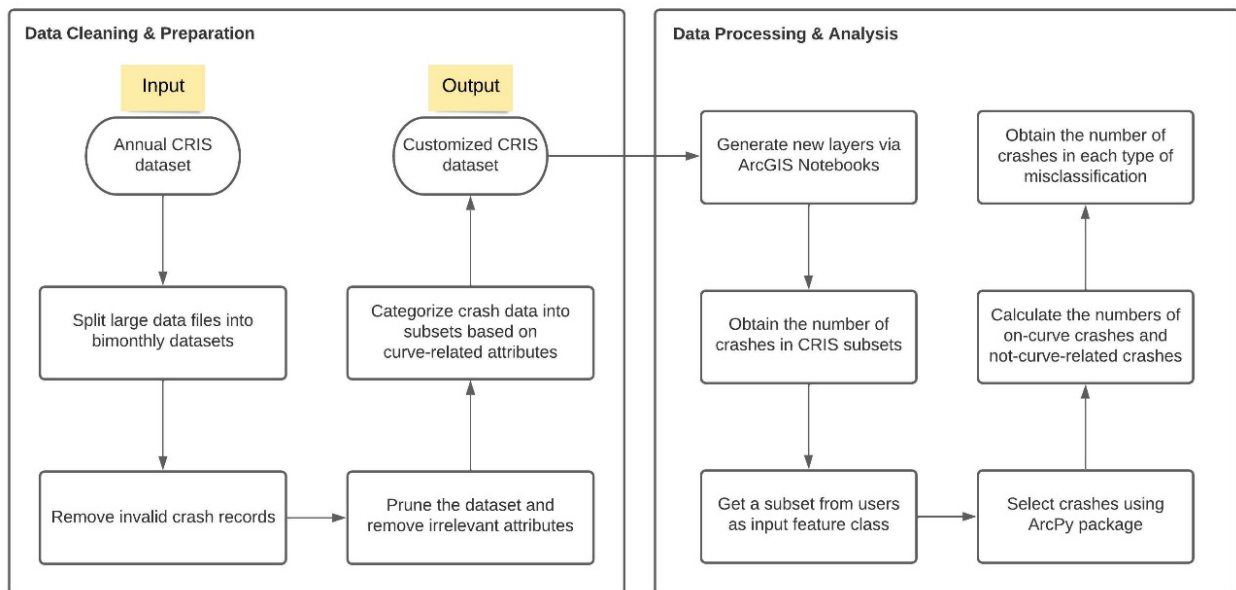 Data Cleaning & Preparation
Input
Annual CRIS
dataset
Split large data files into
bimonthly datasets
Remove invalid crash records
Prune the dataset and
remove irrelevant attributes
Categorize crash data into
subsets based on
curve-related attributes
Output
Customized CRIS
dataset
Data Processing & Analysis
Generate new layers via
ArcGIS Notebooks
Obtain the number of
crashes in CRIS subsets
Get a subset from users
as input feature class
Select crashes using
ArcPy package
Calculate the numbers of
on-curve crashes and
not-curve-related crashes
Obtain the number of
crashes in each type of
misclassification